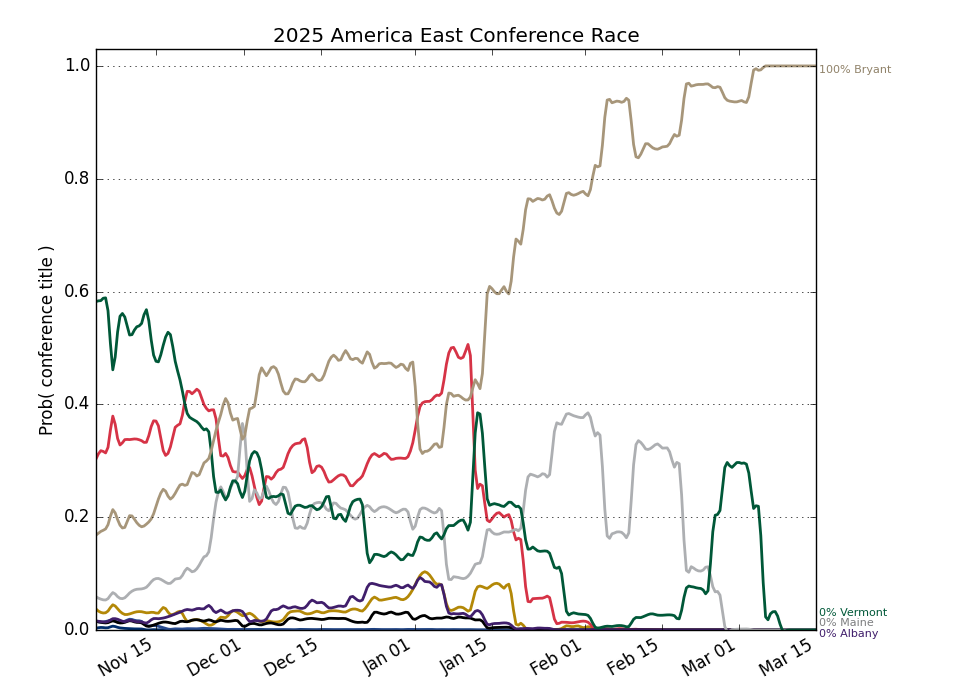 2025 America East Conference Race
1.0
100% Bryant
0.8
0.6
Prob( conference title )
0.4
0.2
0% Vermont
0% Maine
0.0
0% Albany
Nov 15 Dec 01 Dec 15 Jan 01 Jan 15 Feb 01 Feb 15 Mar 01 Mar 15